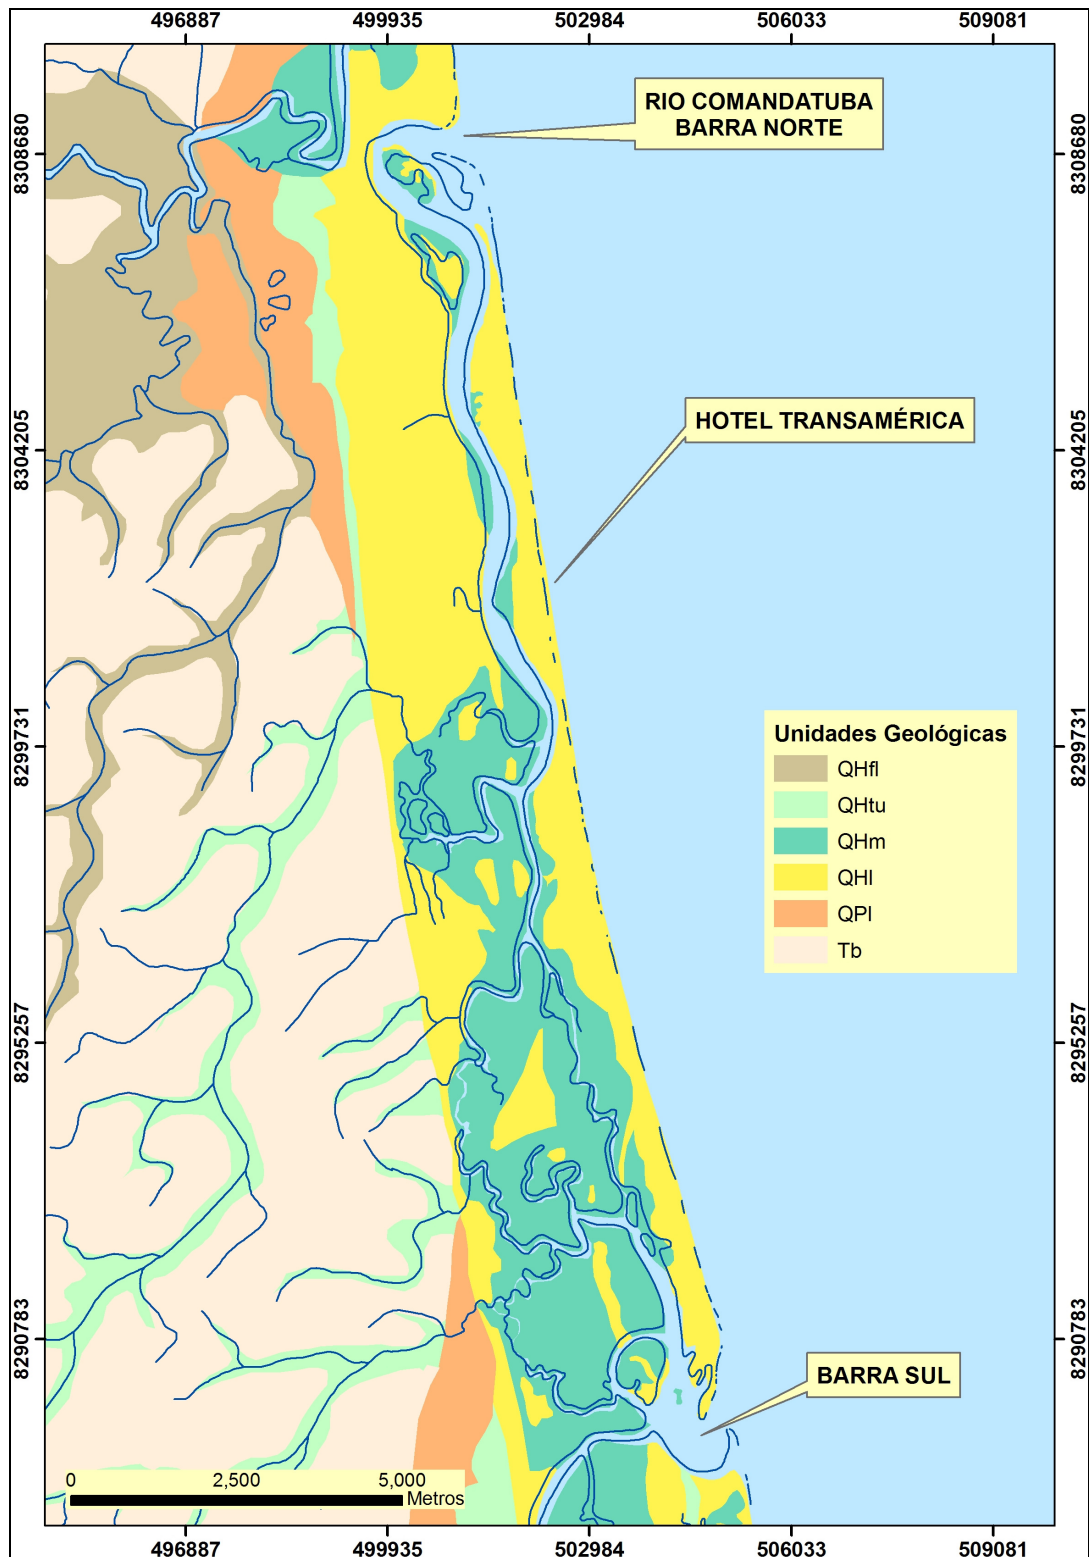 496887 499935 502984 506033 509081
RIO COMANDATUBA
BARRA NORTE
8308680 8308680
HOTEL TRANSAMÉRICA
8304205 8304205
Unidades Geológicas
QHfl
QHtu
QHm
QHl
QPl
Tb
8299731 8299731
8295257 8295257
8290783 8290783
BARRA SUL
0 2,500 5,000
Metros
496887 499935 502984 506033 509081